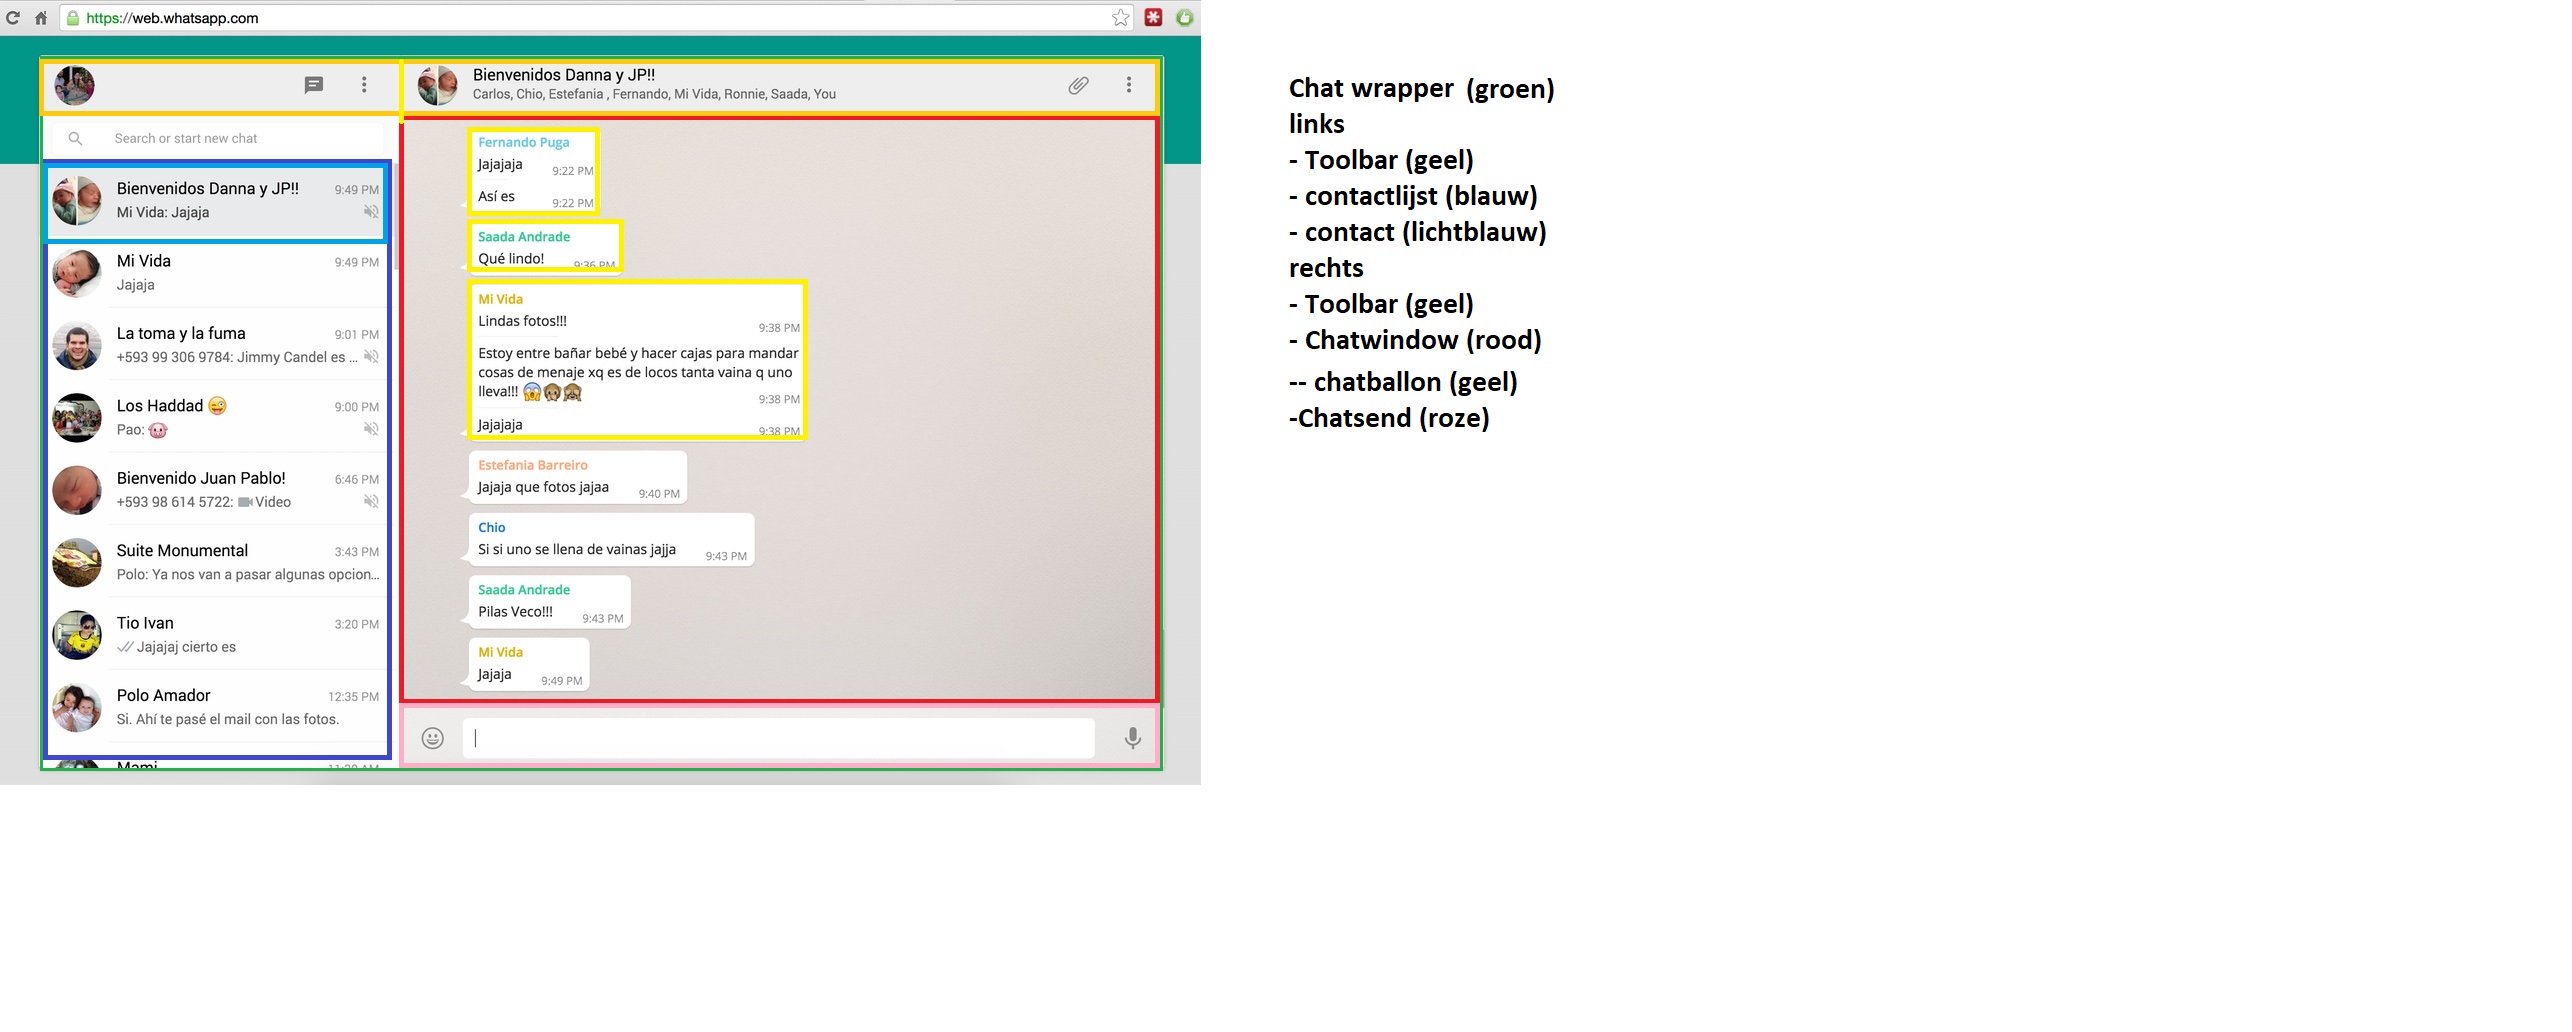 https://web.whatsapp.com
Search or start new chat
Bienvenidos Danna y JP!! 9:49 PM
Mi Vida: Jajaja
Mi Vida 9:49 PM
Jajaja
La toma y la fuma 9:01 PM
+593 99 306 9784: Jimmy Candel es ...
Los Haddad 😜 9:00 PM
Pao: 🐷
Bienvenido Juan Pablo! 6:46 PM
+593 98 614 5722: Video
Suite Monumental 3:43 PM
Polo: Ya nos van a pasar algunas opcion...
Tio Ivan 3:20 PM
Jajajaj cierto es
Polo Amador 12:35 PM
Si. Ahí te pasé el mail con las fotos.
Mami
Bienvenidos Danna y JP!!
Carlos, Chio, Estefania , Fernando, Mi Vida, Ronnie, Saada, You
Fernando Puga
Jajajaja 9:22 PM
Así es 9:22 PM
Saada Andrade
Qué lindo! 9:36 PM
Mi Vida
Lindas fotos!!! 9:38 PM
Estoy entre bañar bebé y hacer cajas para mandar
cosas de menaje xq es de locos tanta vaina q uno
lleva!!! 😱🙊🙈 9:38 PM
Jajajaja 9:38 PM
Estefania Barreiro
Jajaja que fotos jajaa 9:40 PM
Chio
Si si uno se llena de vainas jajja 9:43 PM
Saada Andrade
Pilas Veco!!! 9:43 PM
Mi Vida
Jajaja 9:49 PM
Chat wrapper (groen)
links
- Toolbar (geel)
- contactlijst (blauw)
- contact (lichtblauw)
rechts
- Toolbar (geel)
- Chatwindow (rood)
-- chatballon (geel)
-Chatsend (roze)